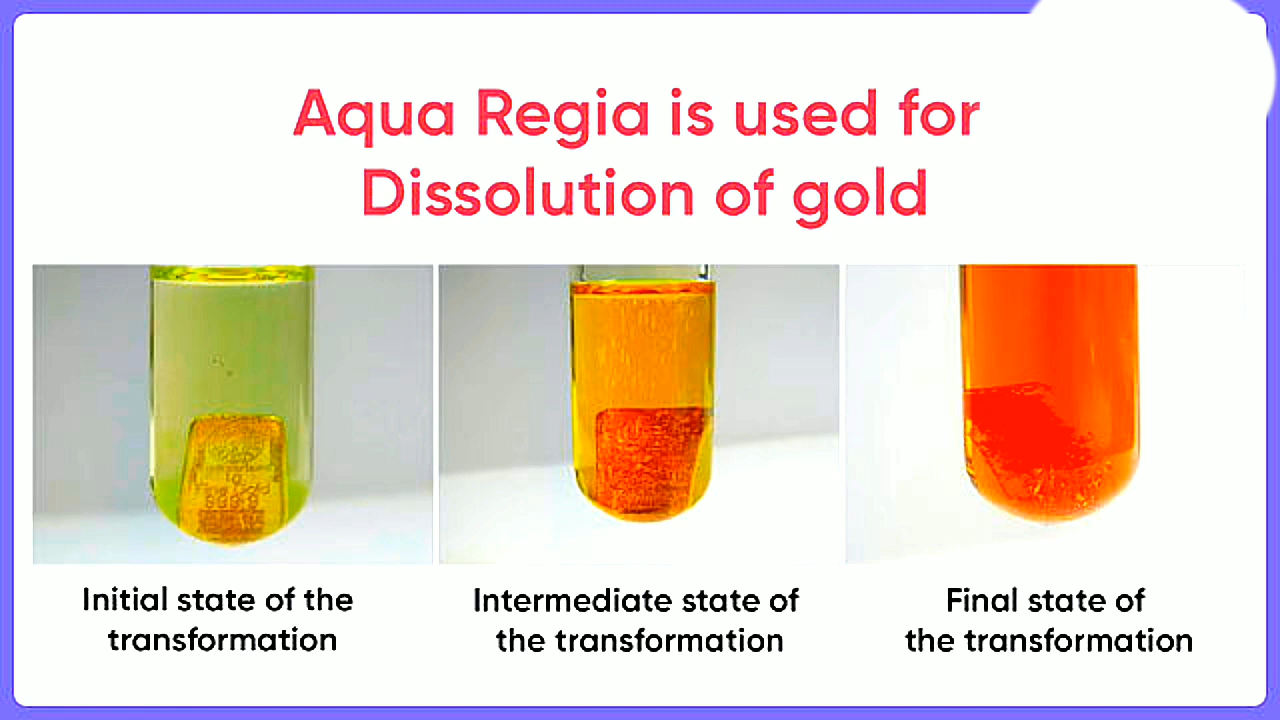 Aqua Regia is used for
Dissolution of gold
Initial state of the
transformation
Intermediate state of
the transformation
Final state of
the transformation